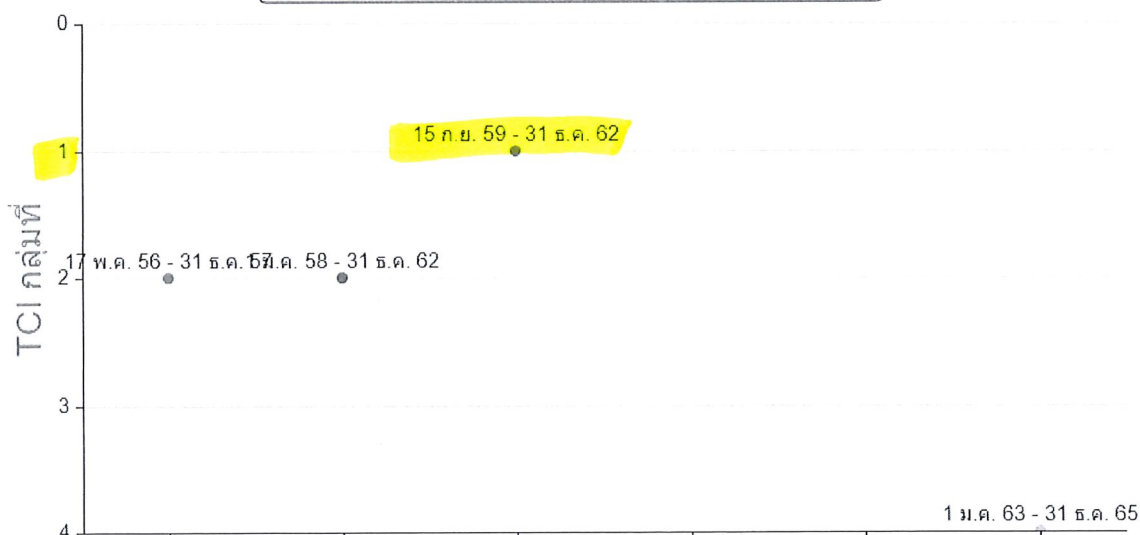 0
15 ก.ย. 59 - 31 ธ.ค. 62
1
TCI กลุ่มที่
17 พ.ค. 56 - 31 ธ.ค. 57
ม.ค. 58 - 31 ธ.ค. 62
2
3
1 ม.ค. 63 - 31 ธ.ค. 65
4